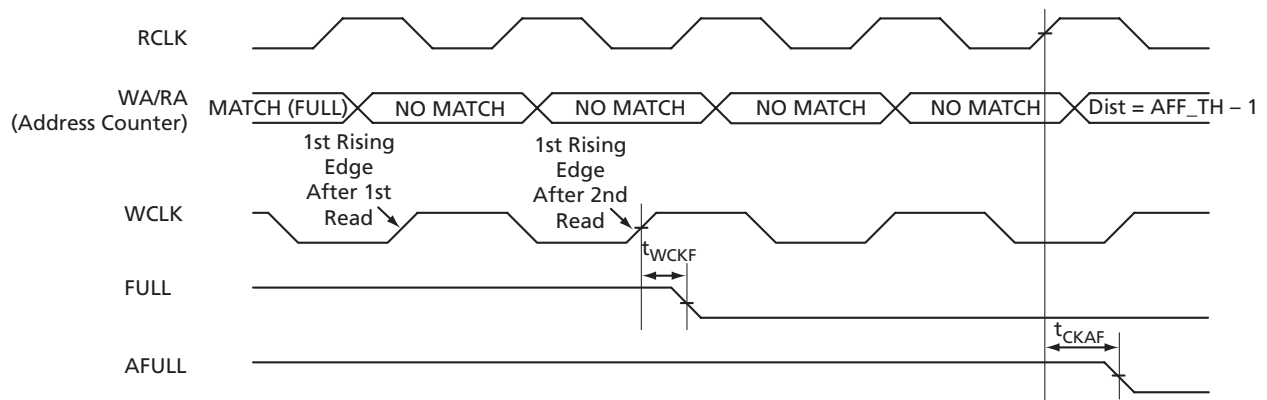 RCLK
WA/RA
(Address Counter)
MATCH (FULL)
NO MATCH
NO MATCH
NO MATCH
NO MATCH
Dist = AFF_TH – 1
1st Rising
Edge
After 1st
Read
1st Rising
Edge
After 2nd
Read
WCLK
tWCKF
FULL
tCKAF
AFULL